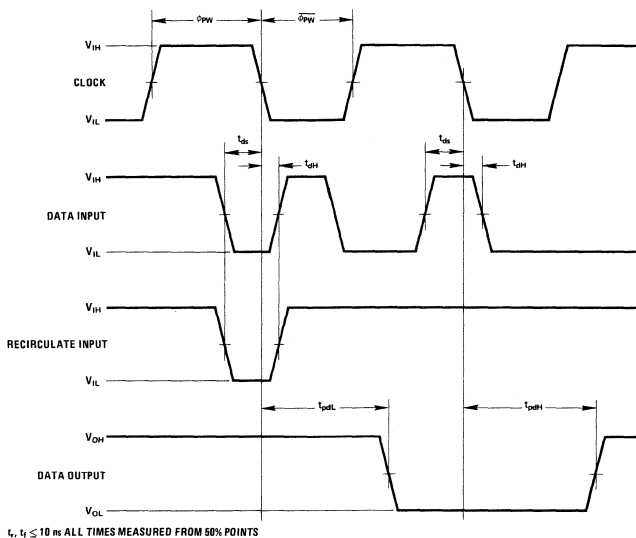 ϕPW
ϕPW
VIH
CLOCK
VIL
tds
tds
tdH
tdH
VIH
DATA INPUT
VIL
VIH
RECIRCULATE INPUT
VIL
tpdL
tpdH
VOH
DATA OUTPUT
VOL
tr, tf ≤ 10 ns ALL TIMES MEASURED FROM 50% POINTS